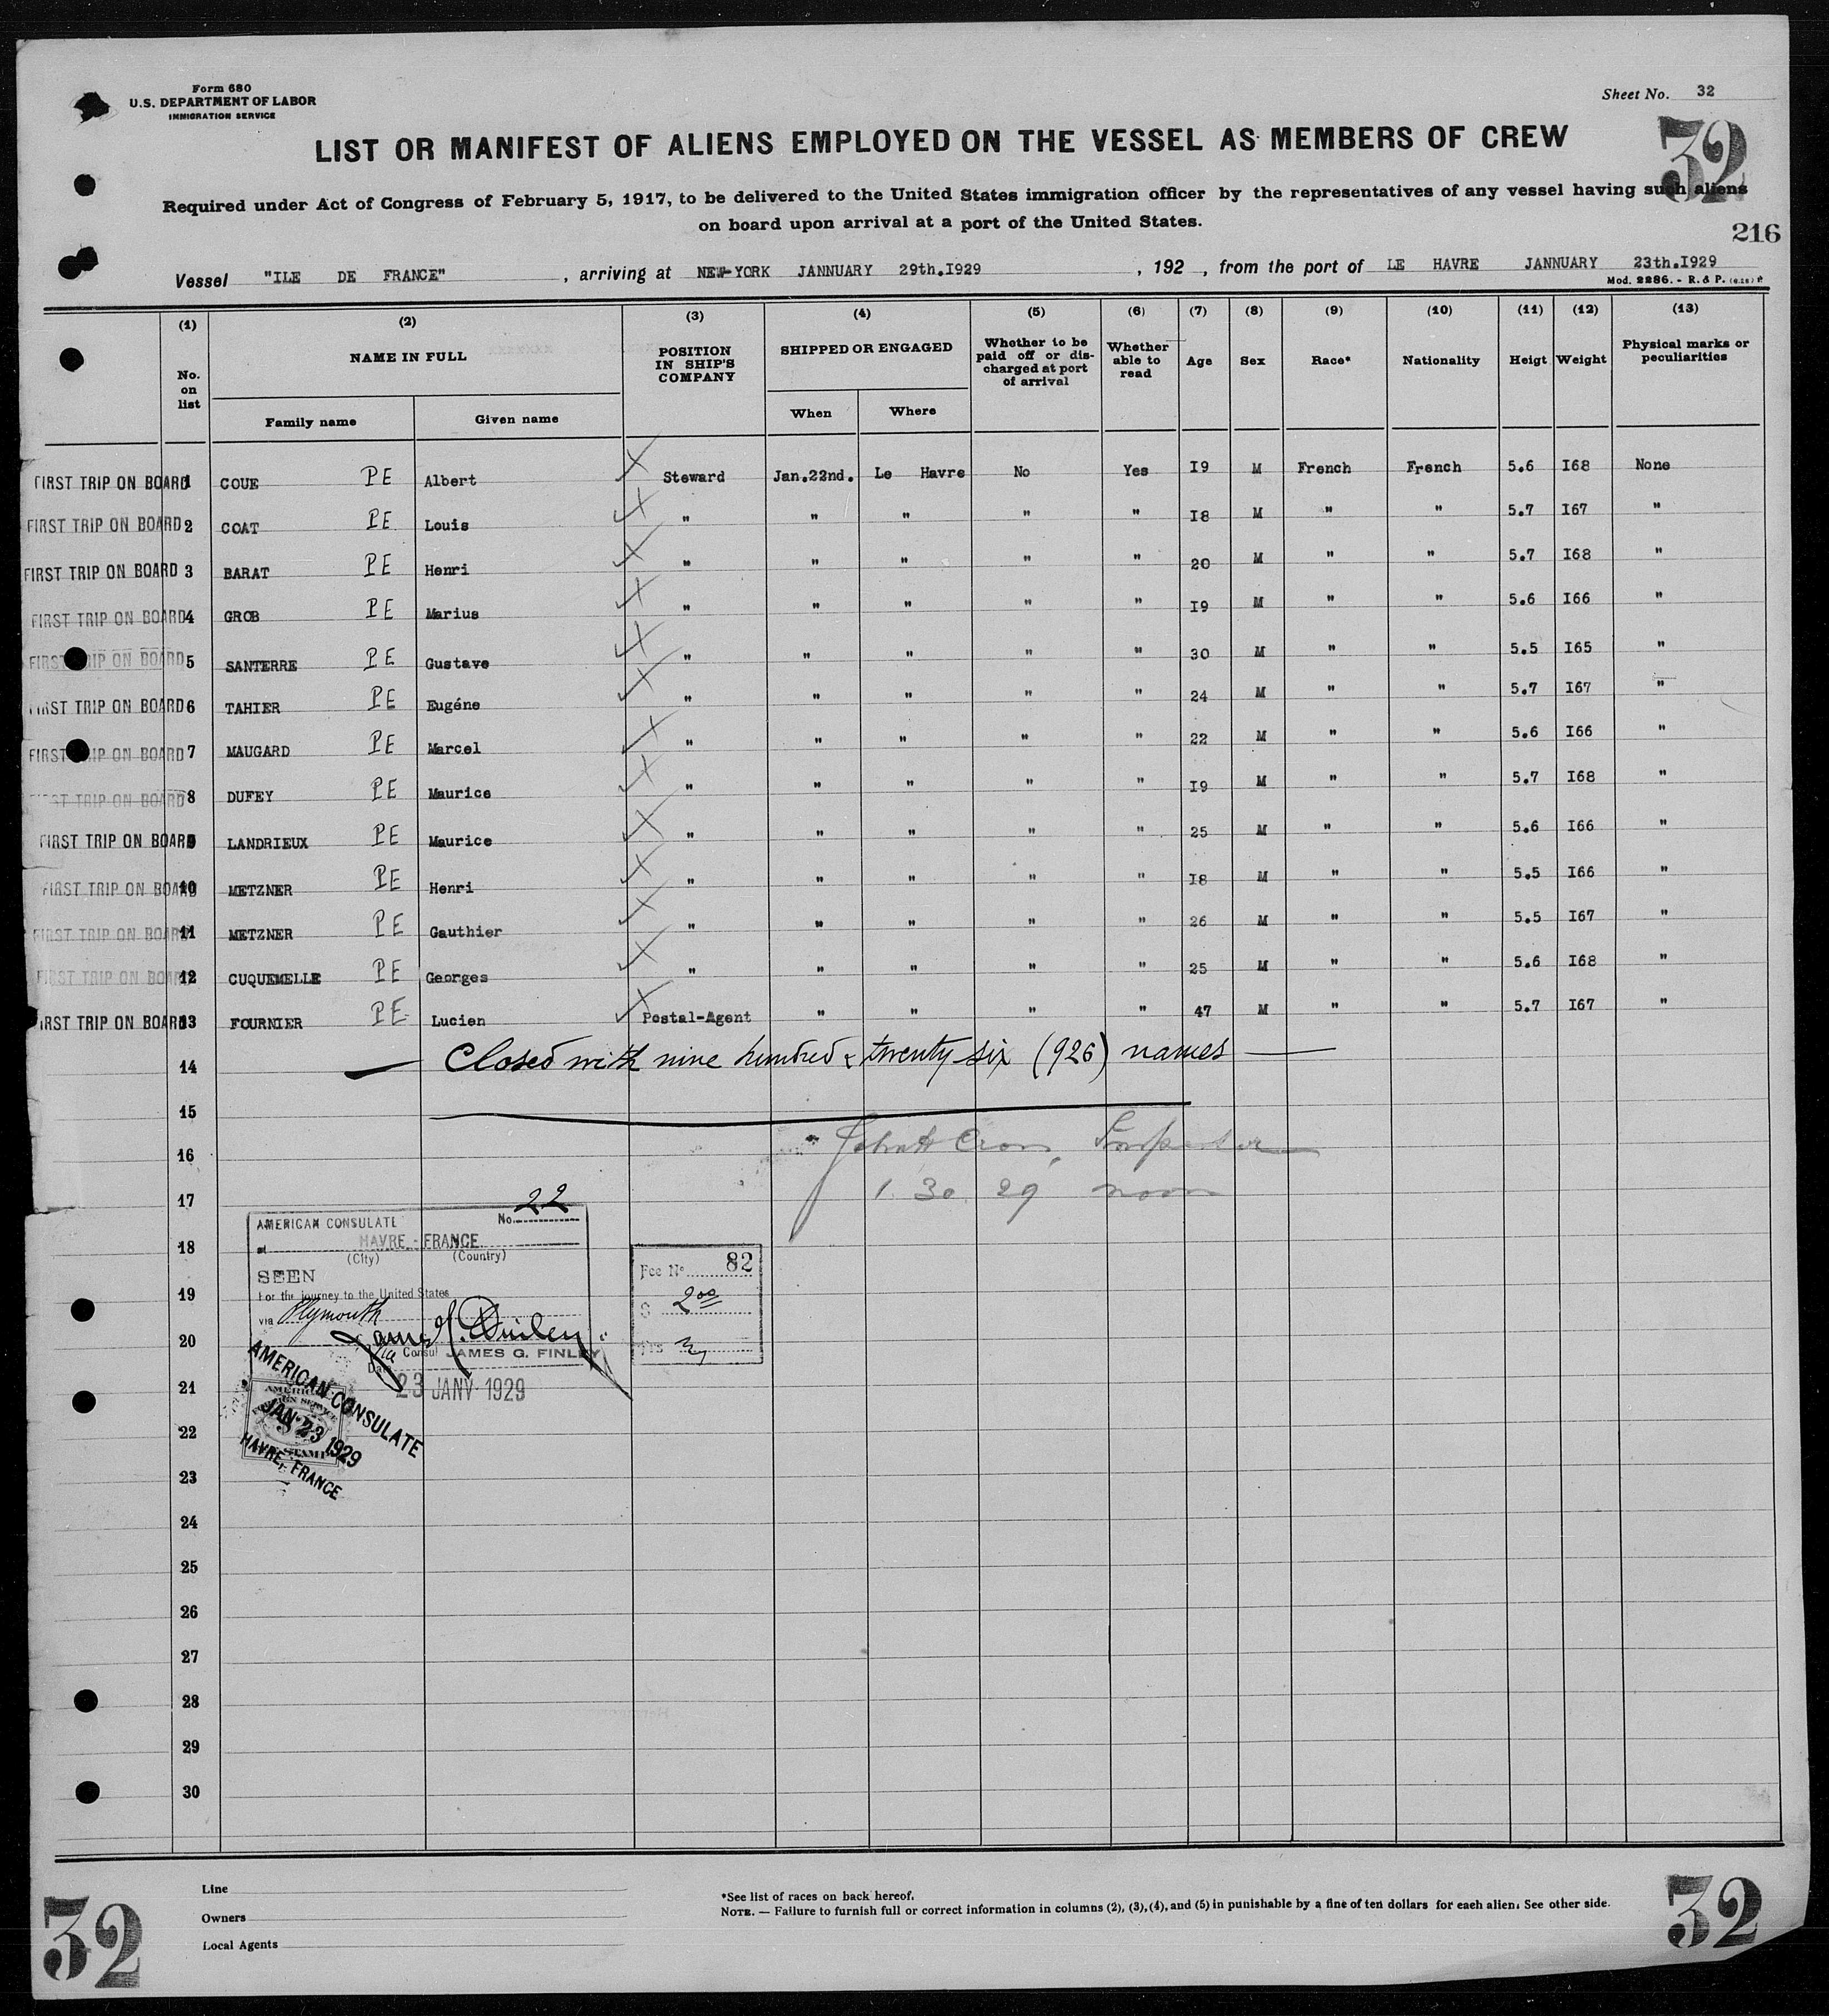 Form 680
U.S. DEPARTMENT OF LABOR
IMMIGRATION SERVICE
Sheet No. 32
32
LIST OR MANIFEST OF ALIENS EMPLOYED ON THE VESSEL AS MEMBERS OF CREW
Required under Act of Congress of February 5, 1917, to be delivered to the United States immigration officer by the representatives of any vessel having such aliens
on board upon arrival at a port of the United States.
216
Vessel "ILE DE FRANCE" , arriving at NEW-YORK JANNUARY 29th.I929 , 192 , from the port of LE HAVRE JANNUARY 23th.I929
Mod. 2286. - R. & P.
(1) (2) (3) (4) (5) (6) (7) (8) (9) (10) (11) (12) (13)
No. on list NAME IN FULL POSITION IN SHIP'S COMPANY SHIPPED OR ENGAGED Whether to be paid off or discharged at port of arrival Whether able to read Age Sex Race* Nationality Heigt Weight Physical marks or peculiarities
Family name Given name When Where
FIRST TRIP ON BOARD 1 COUE PE Albert Steward Jan.22nd. Le Havre No Yes I9 M French French 5.6 I68 None
FIRST TRIP ON BOARD 2 COAT PE Louis " " " " " I8 M " " 5.7 I67 "
FIRST TRIP ON BOARD 3 BARAT PE Henri " " " " " 20 M " " 5.7 I68 "
FIRST TRIP ON BOARD 4 GROB PE Marius " " " " " I9 M " " 5.6 I66 "
FIRST TRIP ON BOARD 5 SANTERRE PE Gustave " " " " " 30 M " " 5.5 I65 "
FIRST TRIP ON BOARD 6 TAHIER PE Eugéne " " " " " 24 M " " 5.7 I67 "
FIRST TRIP ON BOARD 7 MAUGARD PE Marcel " " " " " 22 M " " 5.6 I66 "
FIRST TRIP ON BOARD 8 DUFEY PE Maurice " " " " " I9 M " " 5.7 I68 "
FIRST TRIP ON BOARD 9 LANDRIEUX PE Maurice " " " " " 25 M " " 5.6 I66 "
FIRST TRIP ON BOARD 10 METZNER PE Henri " " " " " I8 M " " 5.5 I66 "
FIRST TRIP ON BOARD 11 METZNER PE Gauthier " " " " " 26 M " " 5.5 I67 "
FIRST TRIP ON BOARD 12 CUQUEMELLE PE Georges " " " " " 25 M " " 5.6 I68 "
FIRST TRIP ON BOARD 13 FOURNIER PE Lucien Postal-Agent " " " " 47 M " " 5.7 I67 "
14 Closed with nine hundred & twenty six (926) names
15
16 John H Cron, Inspector
17 1 30 29 noon
AMERICAN CONSULATE No. 22
at HAVRE - FRANCE
18
(City) (Country)
SEEN
Fee No 82
19
For the journey to the United States
$ 2.00
via Plymouth
20
Consul JAMES G. FINLEY
Date 23 JANV 1929
21
AMERICAN CONSULATE
JAN 23 1929
HAVRE, FRANCE
22
23
24
25
26
27
28
29
30
Line
Owners
Local Agents
*See list of races on back hereof.
NOTE. — Failure to furnish full or correct information in columns (2), (3), (4), and (5) in punishable by a fine of ten dollars for each alien. See other side.
32
32